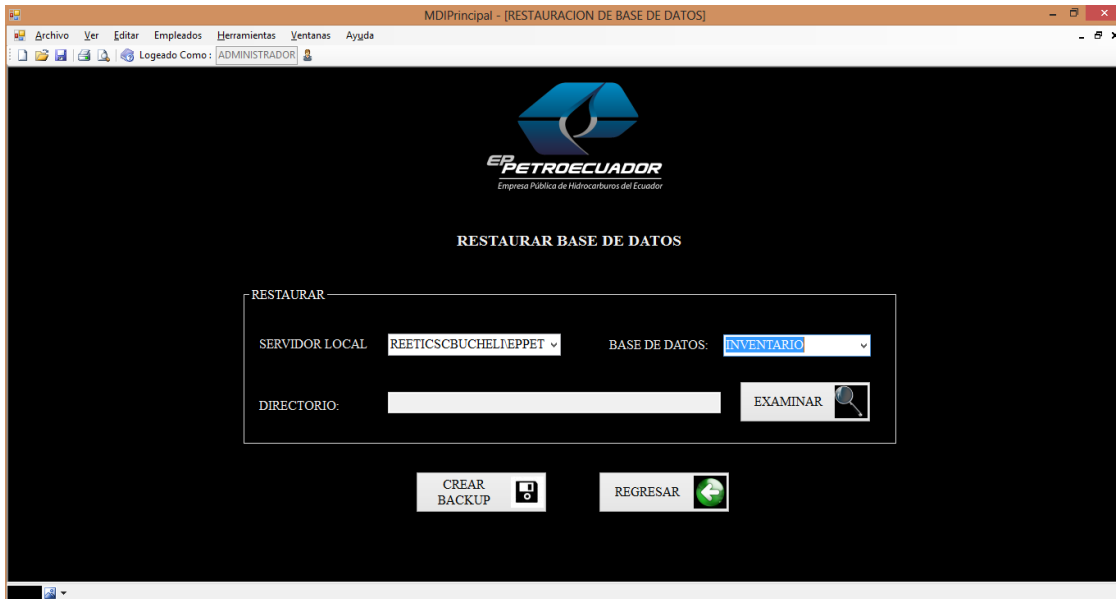 MDIPrincipal - [RESTAURACION DE BASE DE DATOS]
Archivo Ver Editar Empleados Herramientas Ventanas Ayuda
Logeado Como : ADMINISTRADOR
EP PETROECUADOR
Empresa Pública de Hidrocarburos del Ecuador
RESTAURAR BASE DE DATOS
RESTAURAR
SERVIDOR LOCAL REETICSCBUCHELI\EPPET BASE DE DATOS: INVENTARIO
DIRECTORIO: EXAMINAR
CREAR BACKUP REGRESAR